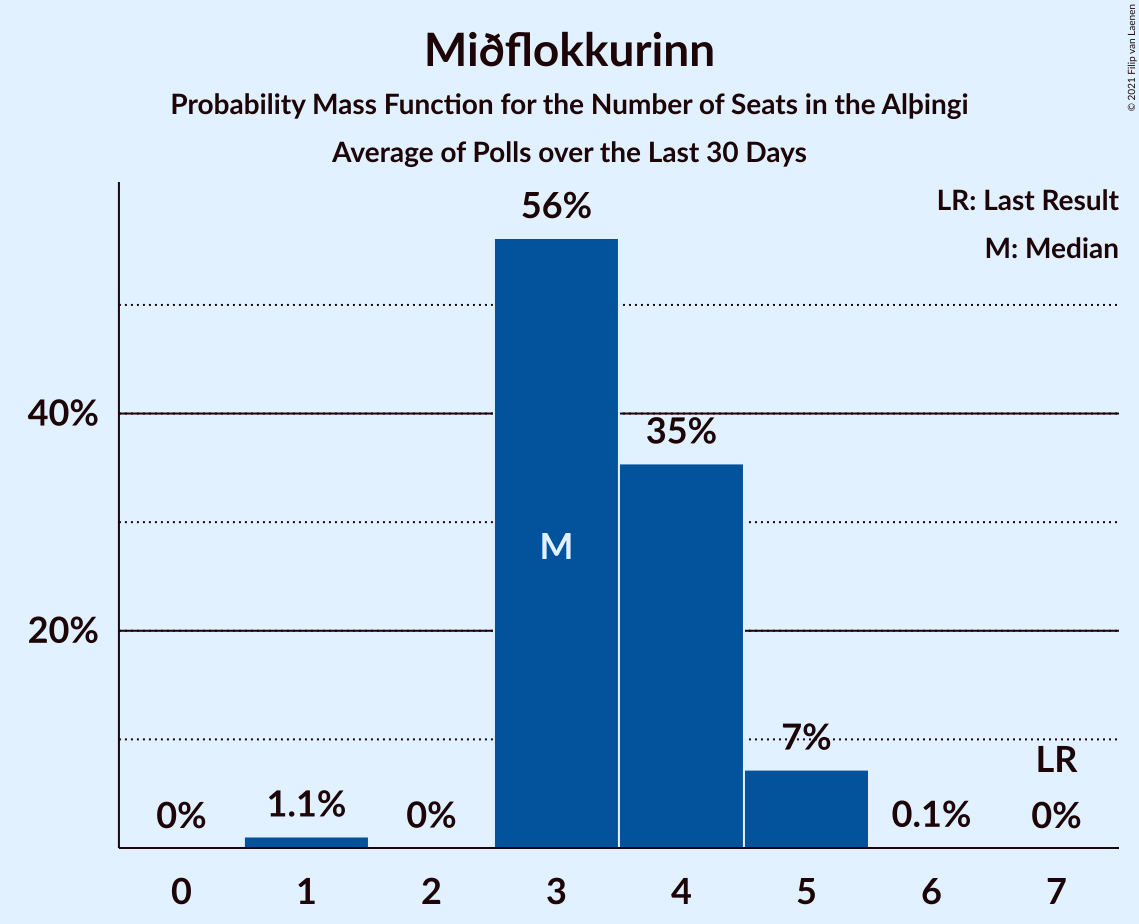 Miðflokkurinn
Probability Mass Function for the Number of Seats in the Alþingi
Average of Polls over the Last 30 Days
© 2021 Filip van Laenen
LR: Last Result
M: Median
56%
40%
35%
M
20%
7%
LR
0%
1.1%
0%
0.1%
0%
0 1 2 3 4 5 6 7